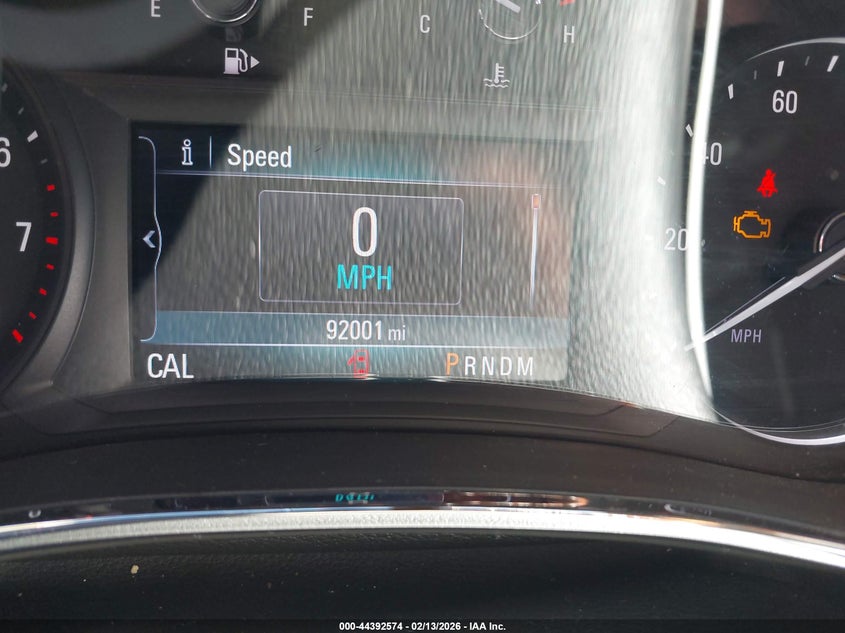 E
F
C
H
60
40
20
6
7
i Speed
0
MPH
92001 mi
CAL
PRNDM
MPH
000-44392574 - 02/13/2026 - IAA Inc.